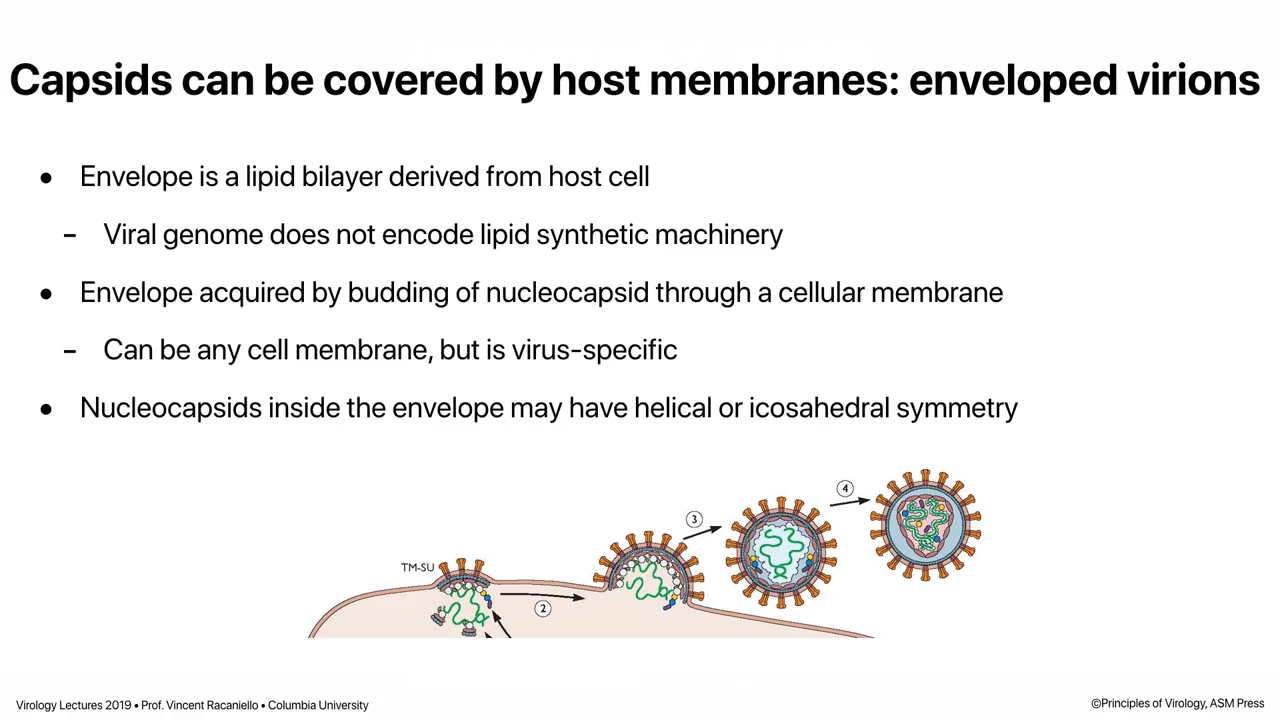 Capsids can be covered by host membranes: enveloped virions
• Envelope is a lipid bilayer derived from host cell
– Viral genome does not encode lipid synthetic machinery
• Envelope acquired by budding of nucleocapsid through a cellular membrane
– Can be any cell membrane, but is virus-specific
• Nucleocapsids inside the envelope may have helical or icosahedral symmetry
4
3
TM-SU
2
Virology Lectures 2019 • Prof. Vincent Racaniello • Columbia University
©Principles of Virology, ASM Press